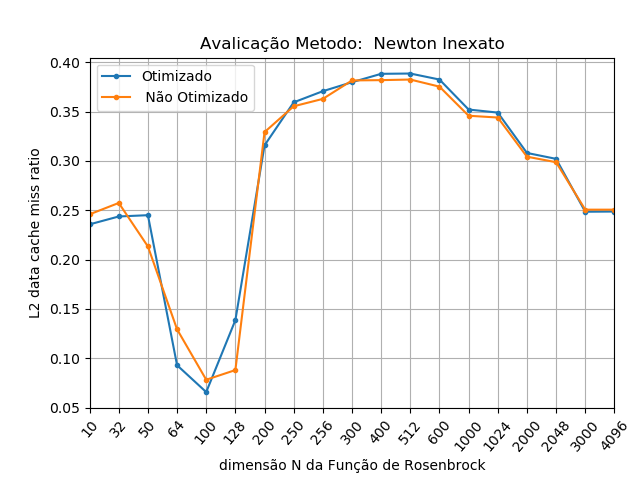 Avalicação Metodo:  Newton Inexato
Otimizado
Não Otimizado
L2 data cache miss ratio
0.40
0.35
0.30
0.25
0.20
0.15
0.10
0.05
10 32 50 64 100 128 200 250 256 300 400 512 600 1000 1024 2000 2048 3000 4096
dimensão N da Função de Rosenbrock